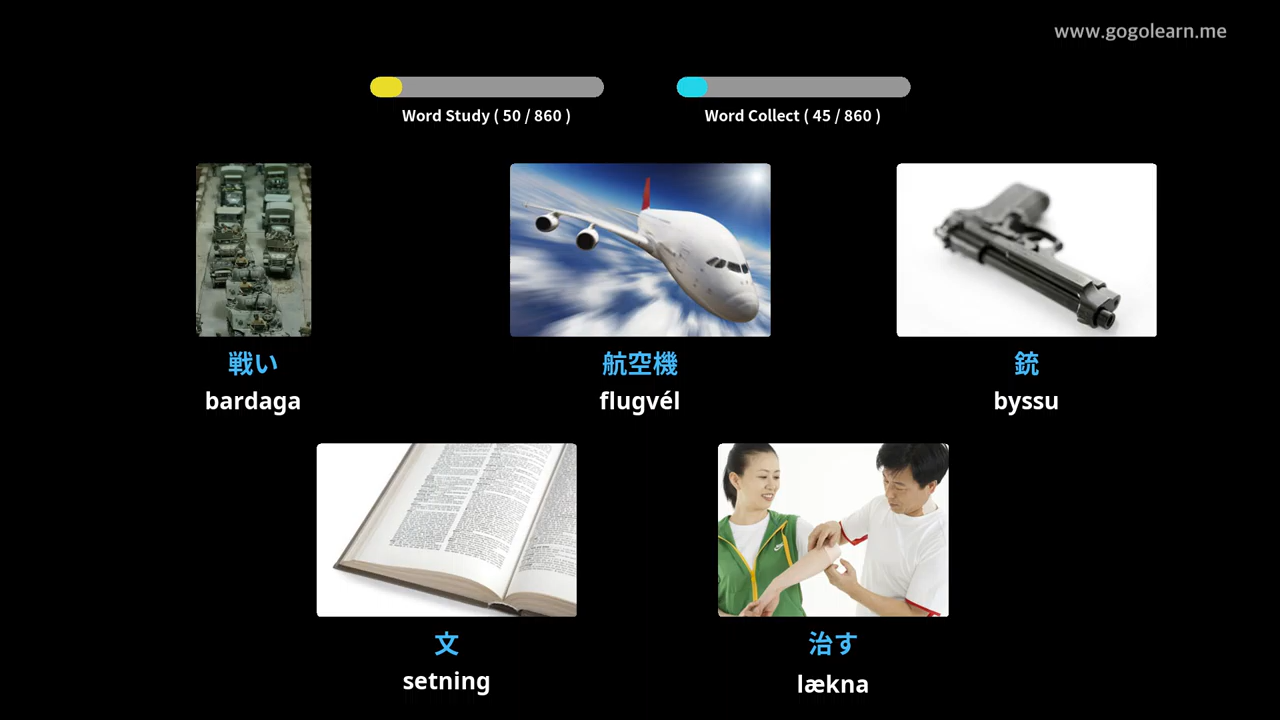 www.gogolearn.me
Word Study ( 50 / 860 )
Word Collect ( 45 / 860 )
戦い
bardaga
航空機
flugvél
銃
byssu
文
setning
治す
lækna